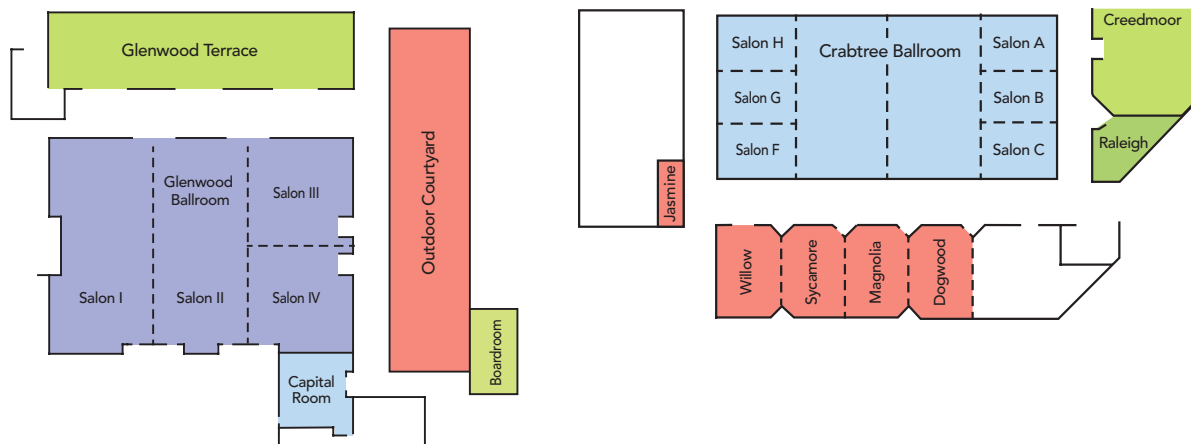 Glenwood Terrace
Glenwood
Ballroom
Salon III
Salon I
Salon II
Salon IV
Capital
Room
Outdoor Courtyard
Boardroom
Jasmine
Salon H
Crabtree Ballroom
Salon A
Salon G
Salon B
Salon F
Salon C
Creedmoor
Raleigh
Willow
Sycamore
Magnolia
Dogwood